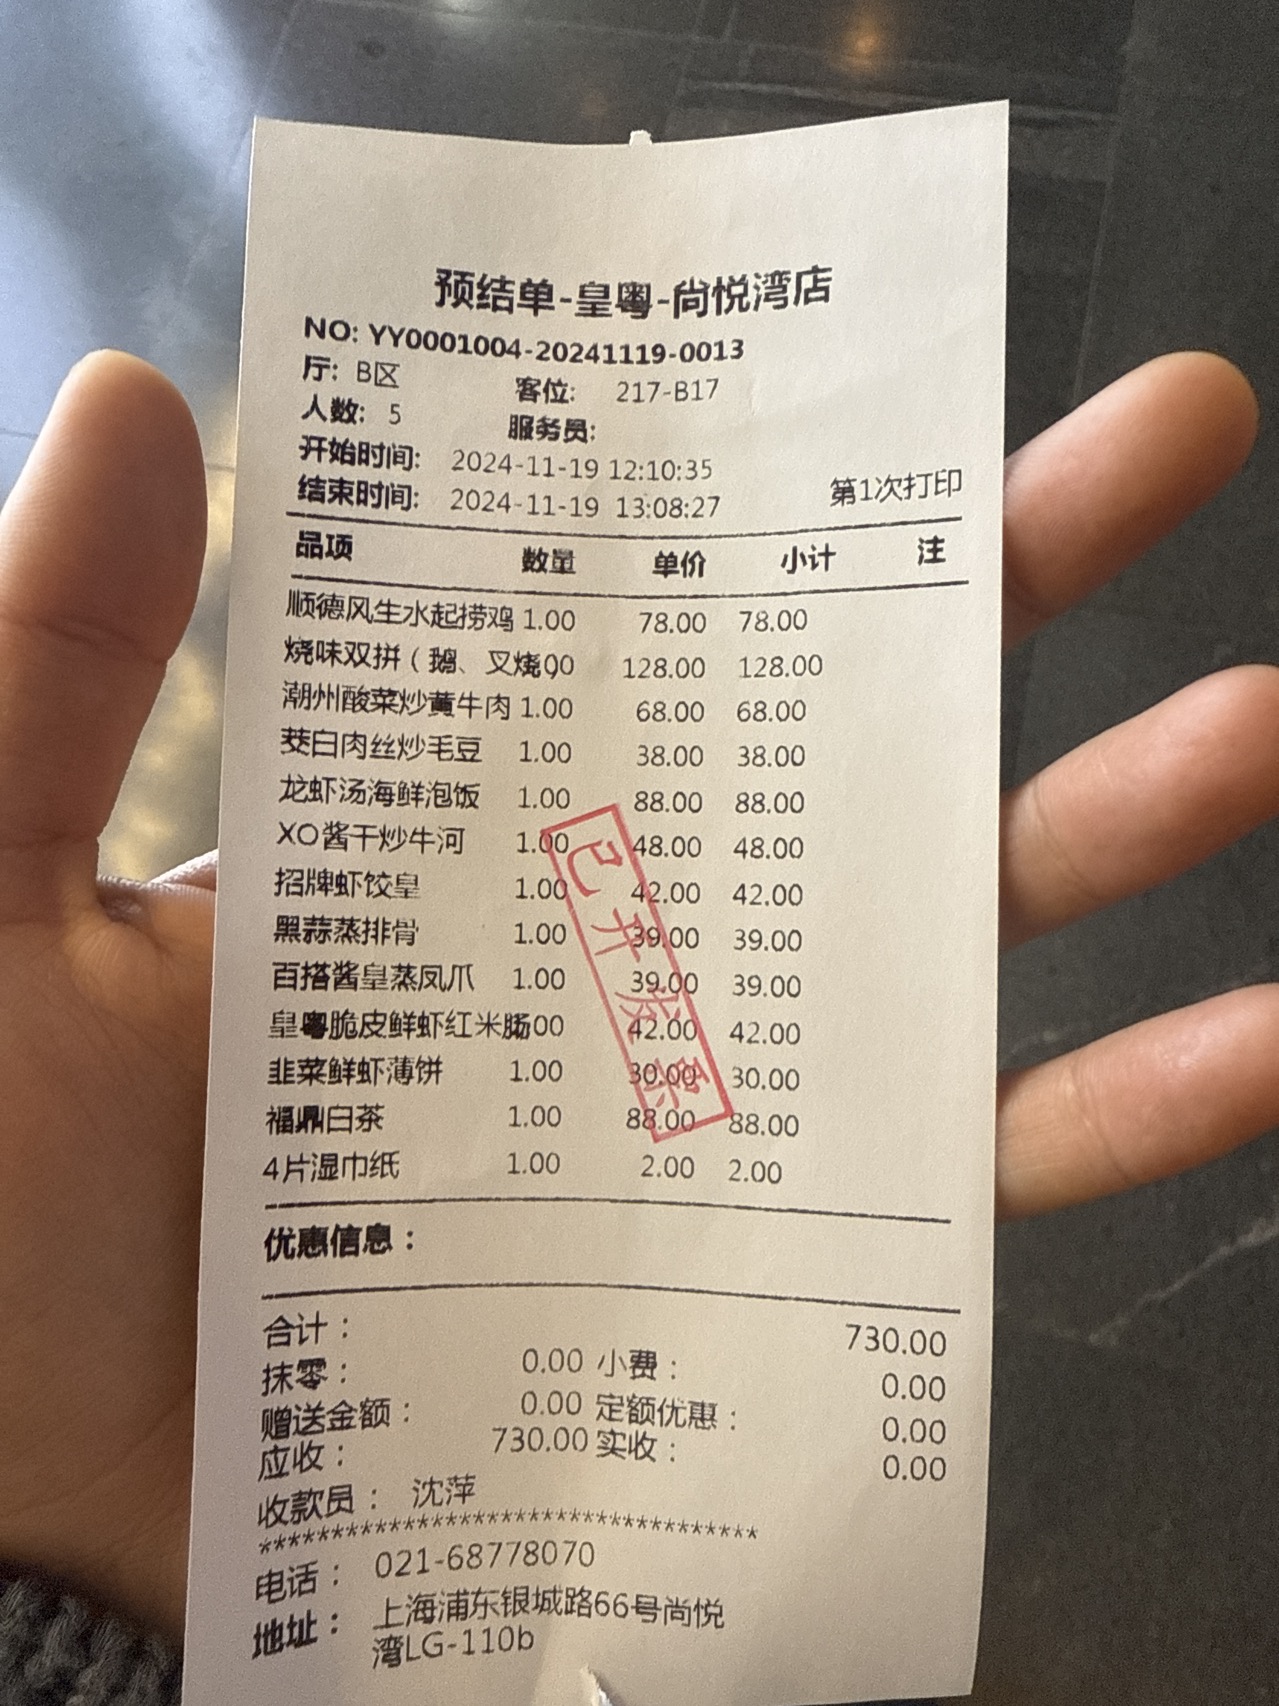 预结单-皇粤-尚悦湾店
NO: YY0001004-20241119-0013
厅: B区 客位: 217-B17
人数: 5 服务员:
开始时间: 2024-11-19 12:10:35
结束时间: 2024-11-19 13:08:27 第1次打印
品项 数量 单价 小计 注
顺德风生水起捞鸡 1.00 78.00 78.00
烧味双拼（鹅、叉烧00 128.00 128.00
潮州酸菜炒黄牛肉 1.00 68.00 68.00
茭白肉丝炒毛豆 1.00 38.00 38.00
龙虾汤海鲜泡饭 1.00 88.00 88.00
XO酱干炒牛河 1.00 48.00 48.00
招牌虾饺皇 1.00 42.00 42.00
黑蒜蒸排骨 1.00 39.00 39.00
百搭酱皇蒸凤爪 1.00 39.00 39.00
皇粤脆皮鲜虾红米肠00 42.00 42.00
韭菜鲜虾薄饼 1.00 30.00 30.00
福鼎白茶 1.00 88.00 88.00
4片湿巾纸 1.00 2.00 2.00
已开发票
优惠信息：
合计： 730.00
抹零： 0.00 小费： 0.00
赠送金额： 0.00 定额优惠： 0.00
应收： 730.00 实收： 0.00
收款员： 沈萍
***********************************
电话： 021-68778070
地址： 上海浦东银城路66号尚悦
湾LG-110b